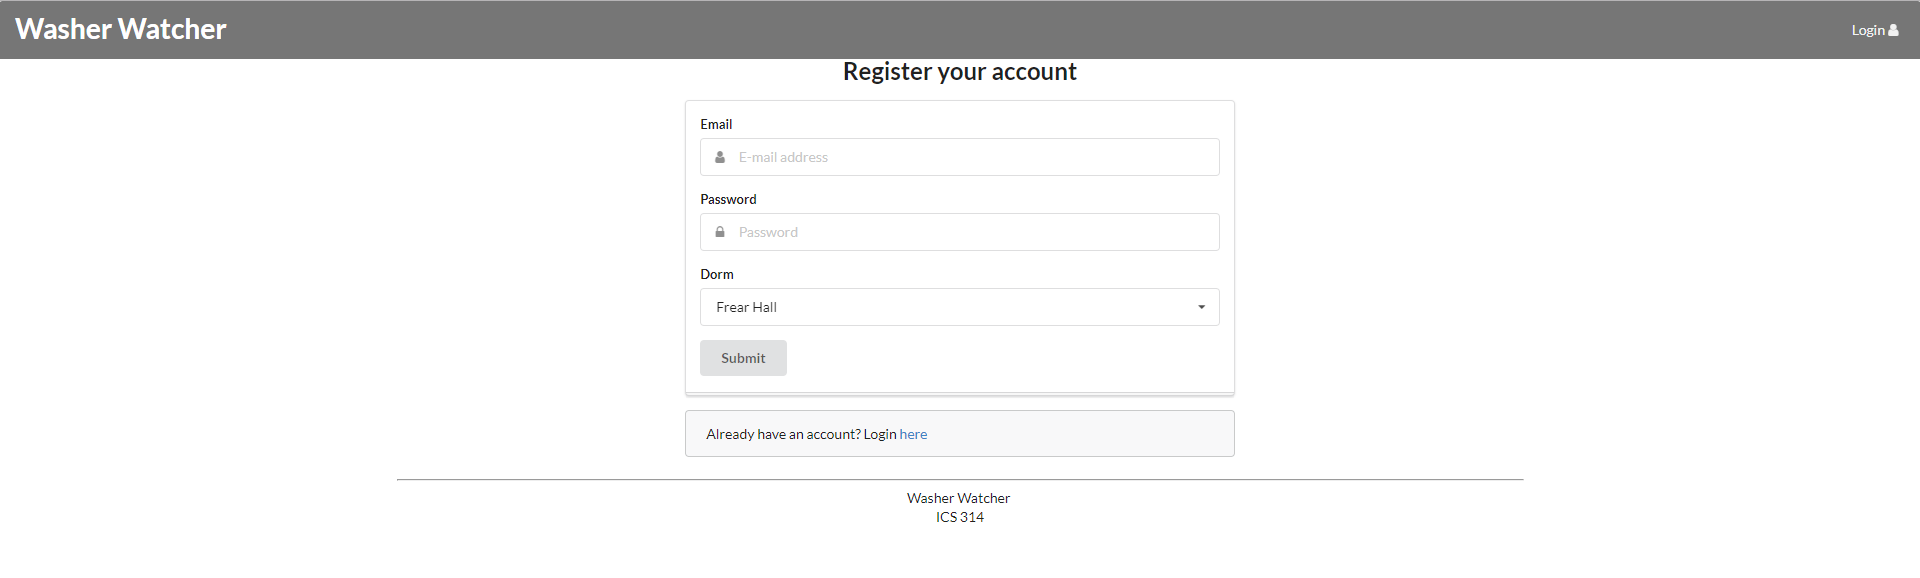 Washer Watcher
Login
Register your account
Email
E-mail address
Password
Password
Dorm
Frear Hall
Submit
Already have an account? Login here
Washer Watcher
ICS 314